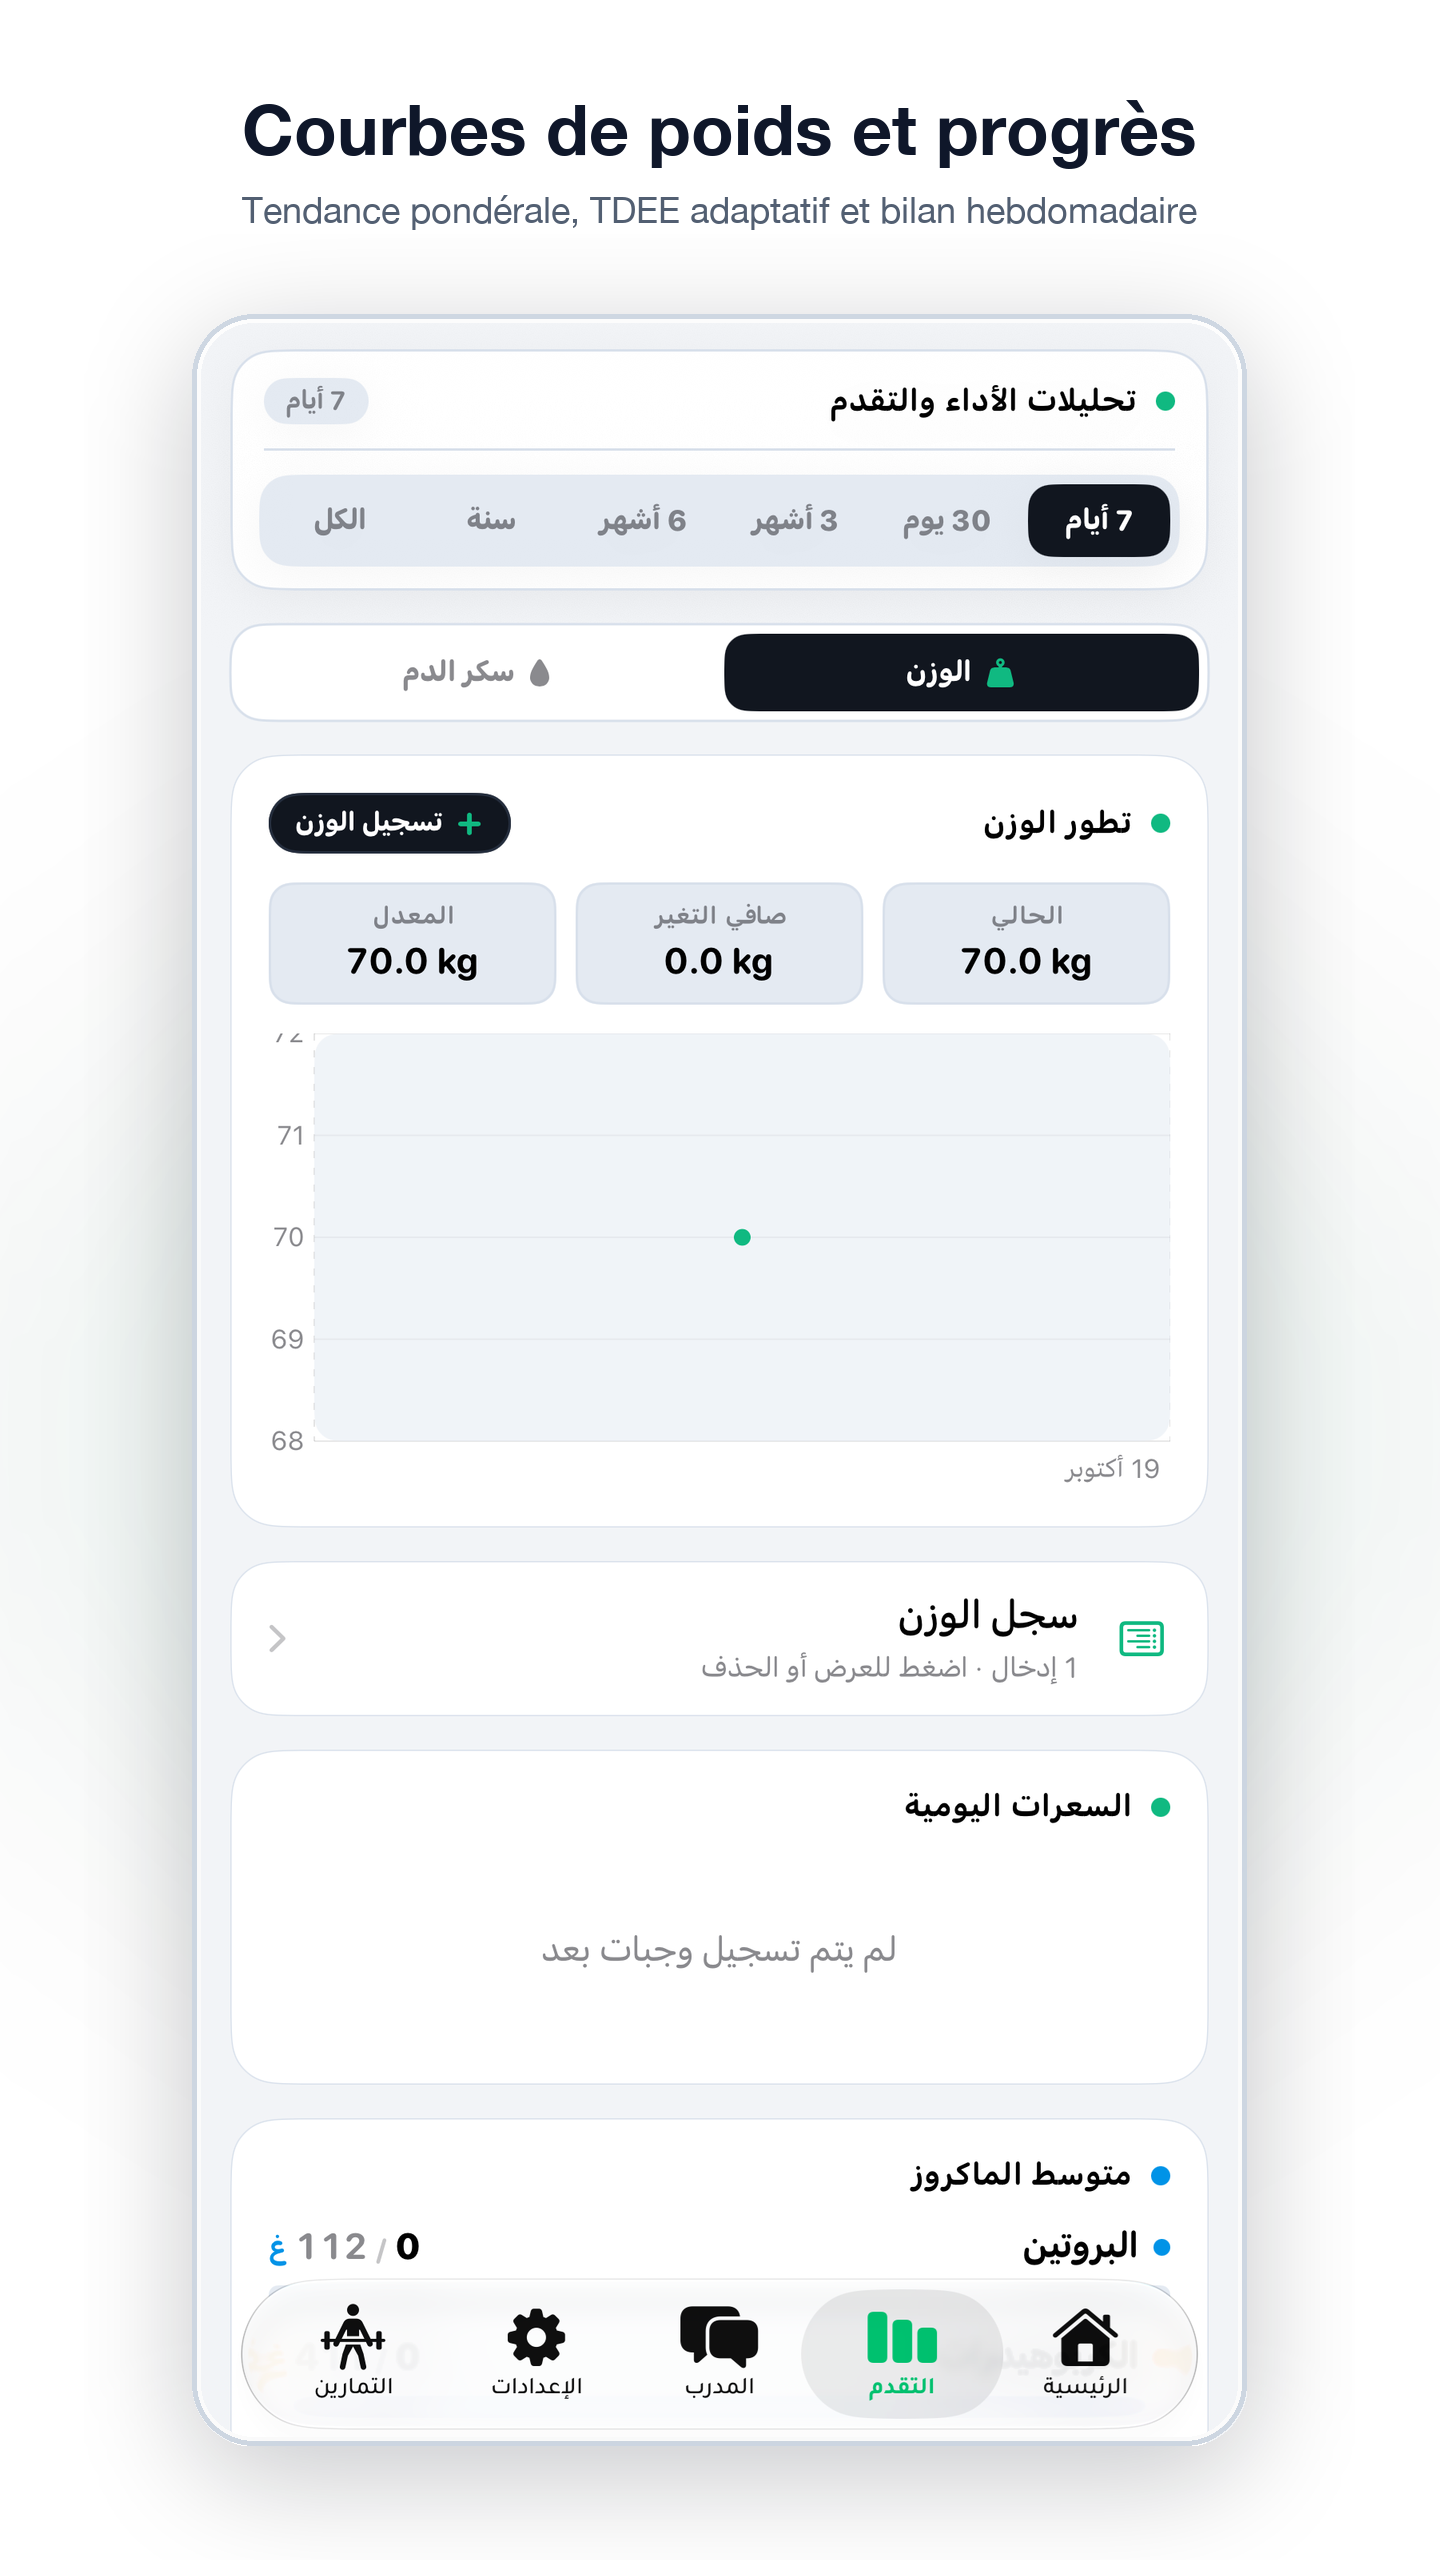 Courbes de poids et progrès
Tendance pondérale, TDEE adaptatif et bilan hebdomadaire
تحليلات الأداء والتقدم
7 أيام
7 أيام
30 يوم
3 أشهر
6 أشهر
سنة
الكل
الوزن
سكر الدم
تطور الوزن
+ تسجيل الوزن
الحالي
70.0 kg
صافي التغير
0.0 kg
المعدل
70.0 kg
72
71
70
69
68
19 أكتوبر
سجل الوزن
1 إدخال · اضغط للعرض أو الحذف
السعرات اليومية
لم يتم تسجيل وجبات بعد
متوسط الماكروز
البروتين
0 / 112 غ
الرئيسية
التقدم
المدرب
الإعدادات
التمارين